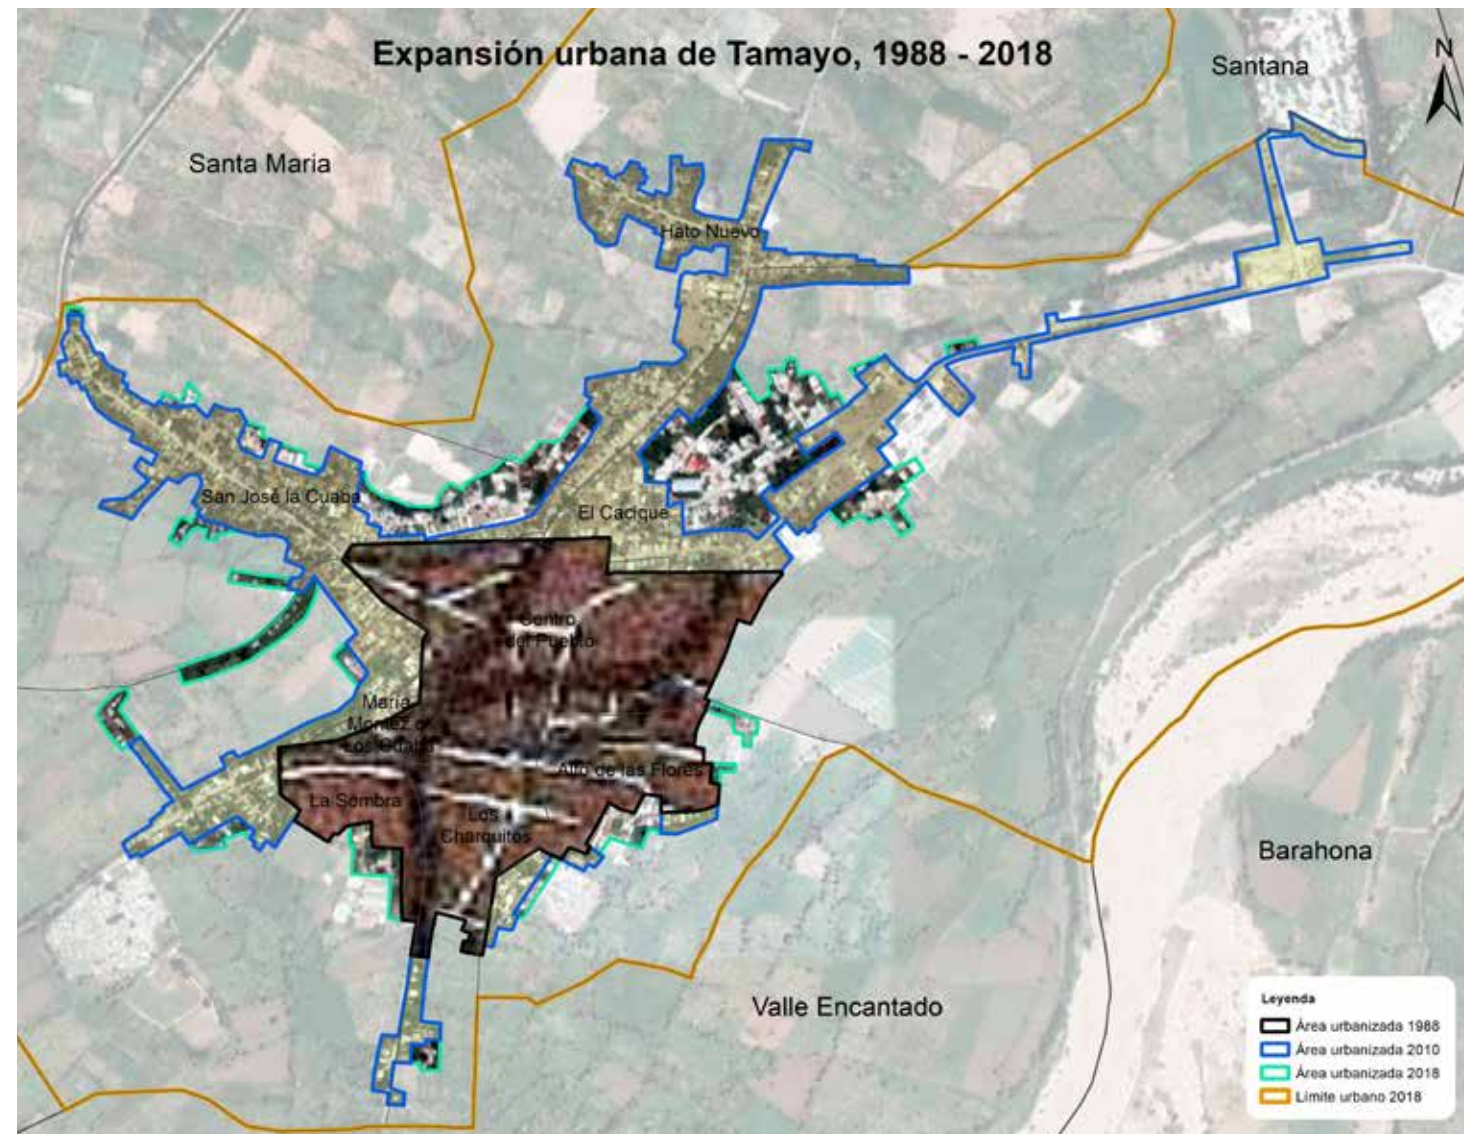 Expansión urbana de Tamayo, 1988 - 2018
Santana
N
Santa Maria
Hato Nuevo
San José la Cuaba
El Cacique
Centro
del Pueblo
Maria
Montez o
Los Guaba
Alto de las Flores
La Sombra
Los
Charquitos
Barahona
Valle Encantado
Leyenda
Área urbanizada 1988
Área urbanizada 2010
Área urbanizada 2018
Límite urbano 2018